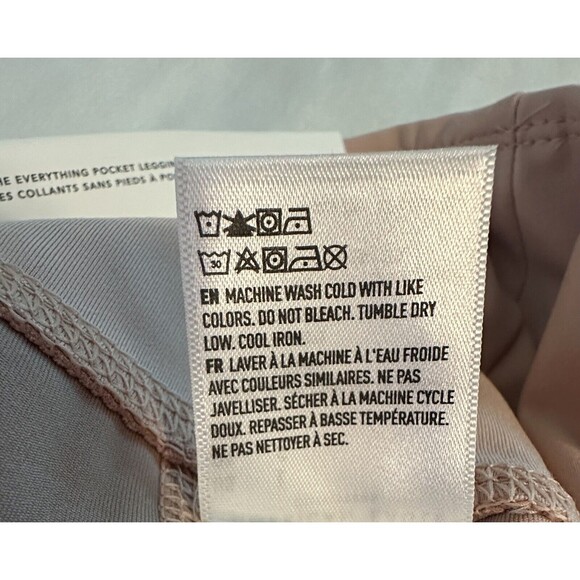 HE EVERYTHING POCKET LEGGIN
ES COLLANTS SANS PIEDS À PO
30
EN MACHINE WASH COLD WITH LIKE
COLORS. DO NOT BLEACH. TUMBLE DRY
LOW. COOL IRON.
FR LAVER À LA MACHINE À L'EAU FROIDE
AVEC COULEURS SIMILAIRES. NE PAS
JAVELLISER. SÉCHER À LA MACHINE CYCLE
DOUX. REPASSER À BASSE TEMPÉRATURE.
NE PAS NETTOYER À SEC.